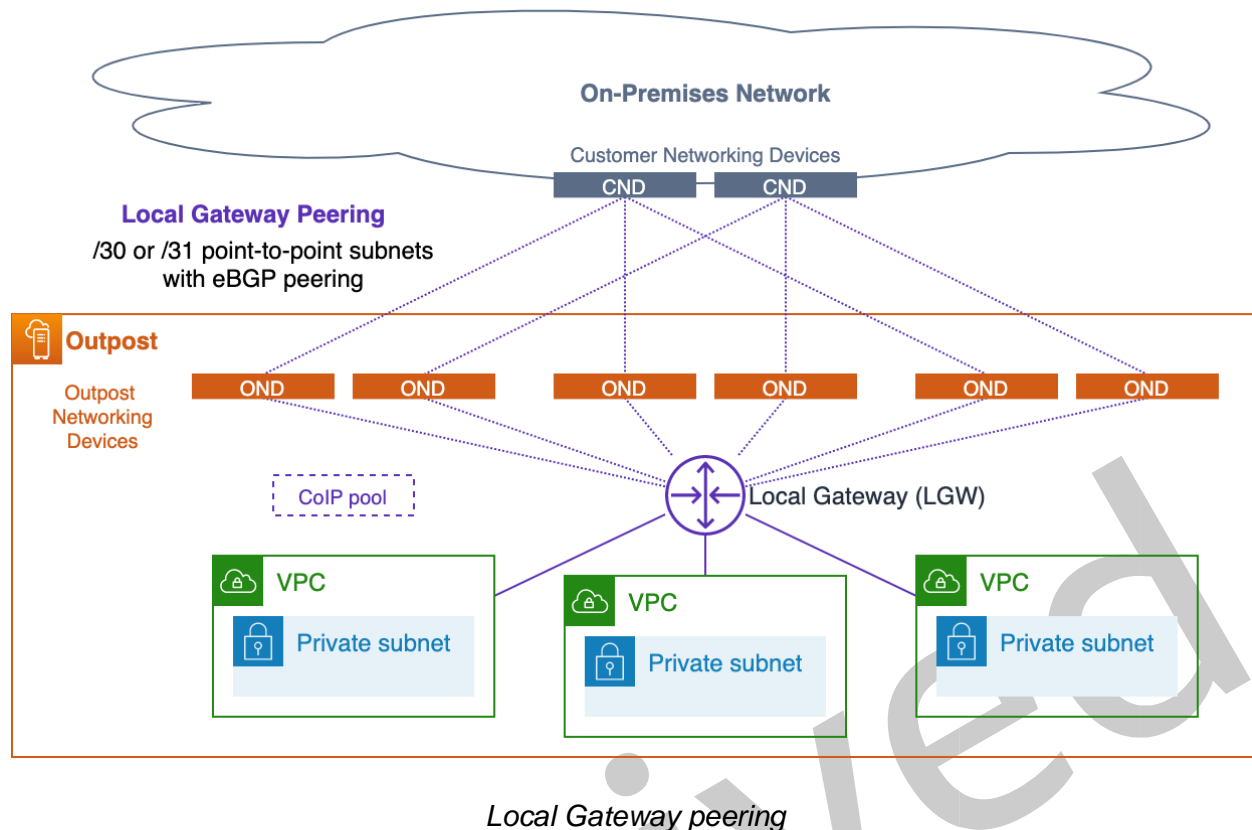 On-Premises Network
Customer Networking Devices
CND CND
Local Gateway Peering
/30 or /31 point-to-point subnets
with eBGP peering
Outpost
OND OND OND OND OND OND
Outpost
Networking
Devices
CoIP pool
Local Gateway (LGW)
VPC
VPC
VPC
Private subnet
Private subnet
Private subnet
Local Gateway peering